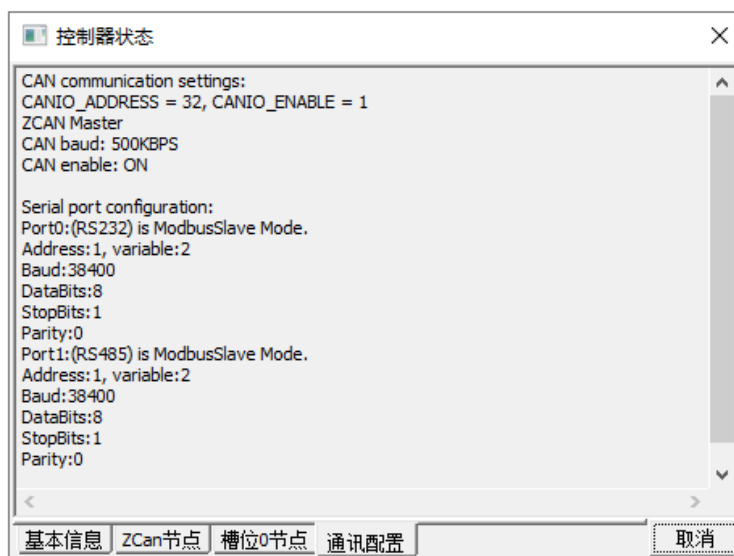 控制器状态
CAN communication settings:
CANIO_ADDRESS = 32, CANIO_ENABLE = 1
ZCAN Master
CAN baud: 500KBPS
CAN enable: ON
Serial port configuration:
Port0:(RS232) is ModbusSlave Mode.
Address:1, variable:2
Baud:38400
DataBits:8
StopBits:1
Parity:0
Port1:(RS485) is ModbusSlave Mode.
Address:1, variable:2
Baud:38400
DataBits:8
StopBits:1
Parity:0
基本信息 ZCan节点 槽位0节点 通讯配置 取消